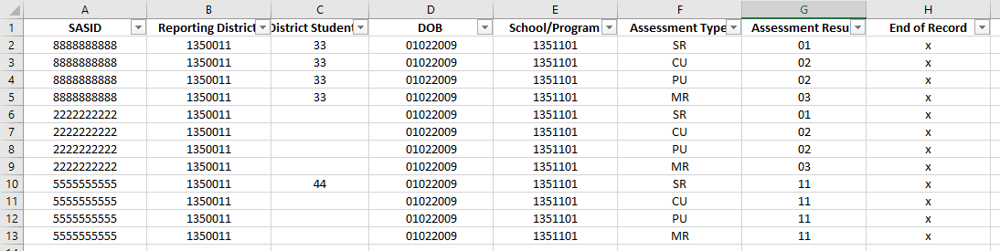 A B C D E F G H
1 SASID Reporting District District Student DOB School/Program Assessment Type Assessment Resu End of Record
2 8888888888 1350011 33 01022009 1351101 SR 01 x
3 8888888888 1350011 33 01022009 1351101 CU 02 x
4 8888888888 1350011 33 01022009 1351101 PU 02 x
5 8888888888 1350011 33 01022009 1351101 MR 03 x
6 2222222222 1350011 01022009 1351101 SR 01 x
7 2222222222 1350011 01022009 1351101 CU 02 x
8 2222222222 1350011 01022009 1351101 PU 02 x
9 2222222222 1350011 01022009 1351101 MR 03 x
10 5555555555 1350011 44 01022009 1351101 SR 11 x
11 5555555555 1350011 01022009 1351101 CU 11 x
12 5555555555 1350011 01022009 1351101 PU 11 x
13 5555555555 1350011 01022009 1351101 MR 11 x